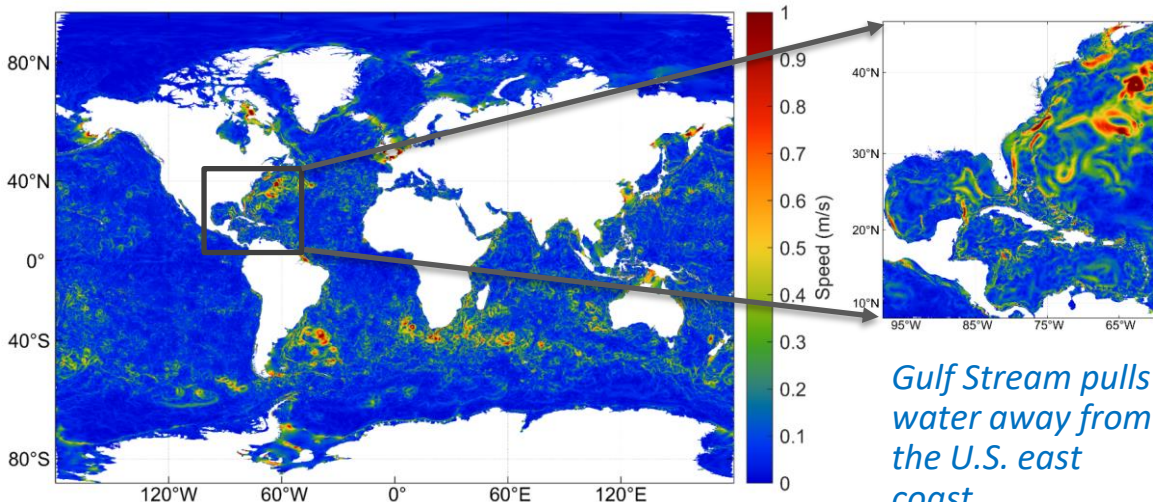 80°N
40°N
0°
40°S
80°S
120°W 60°W 0° 60°E 120°E
1
0.9
0.8
0.7
0.6
0.5
0.4
0.3
0.2
0.1
0
Speed (m/s)
40°N
30°N
20°N
10°N
95°W 85°W 75°W 65°W
Gulf Stream pulls
water away from
the U.S. east
coast